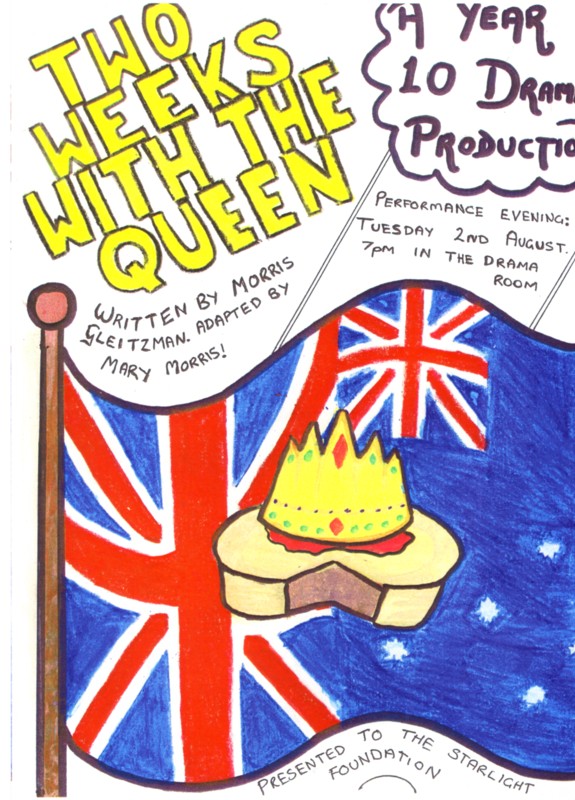 TWO
WEEKS
WITH THE
QUEEN
A YEAR
10 DRAMA
PRODUCTIO
PERFORMANCE EVENING:
TUESDAY 2ND AUGUST.
7PM IN THE DRAMA
ROOM
WRITTEN BY MORRIS
GLEITZMAN. ADAPTED BY
MARY MORRIS!
PRESENTED TO THE STARLIGHT
FOUNDATION